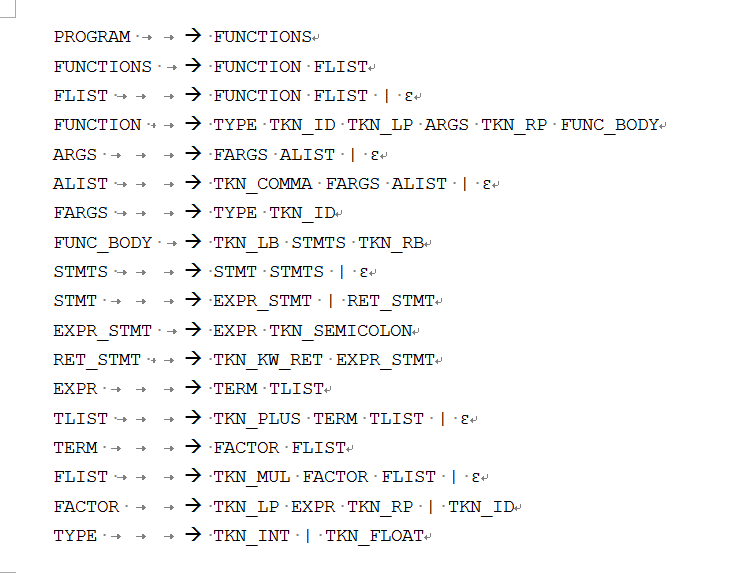 PROGRAM → FUNCTIONS
FUNCTIONS → FUNCTION FLIST
FLIST → FUNCTION FLIST | ε
FUNCTION → TYPE TKN_ID TKN_LP ARGS TKN_RP FUNC_BODY
ARGS → FARGS ALIST | ε
ALIST → TKN_COMMA FARGS ALIST | ε
FARGS → TYPE TKN_ID
FUNC_BODY → TKN_LB STMTS TKN_RB
STMTS → STMT STMTS | ε
STMT → EXPR_STMT | RET_STMT
EXPR_STMT → EXPR TKN_SEMICOLON
RET_STMT → TKN_KW_RET EXPR_STMT
EXPR → TERM TLIST
TLIST → TKN_PLUS TERM TLIST | ε
TERM → FACTOR FLIST
FLIST → TKN_MUL FACTOR FLIST | ε
FACTOR → TKN_LP EXPR TKN_RP | TKN_ID
TYPE → TKN_INT | TKN_FLOAT